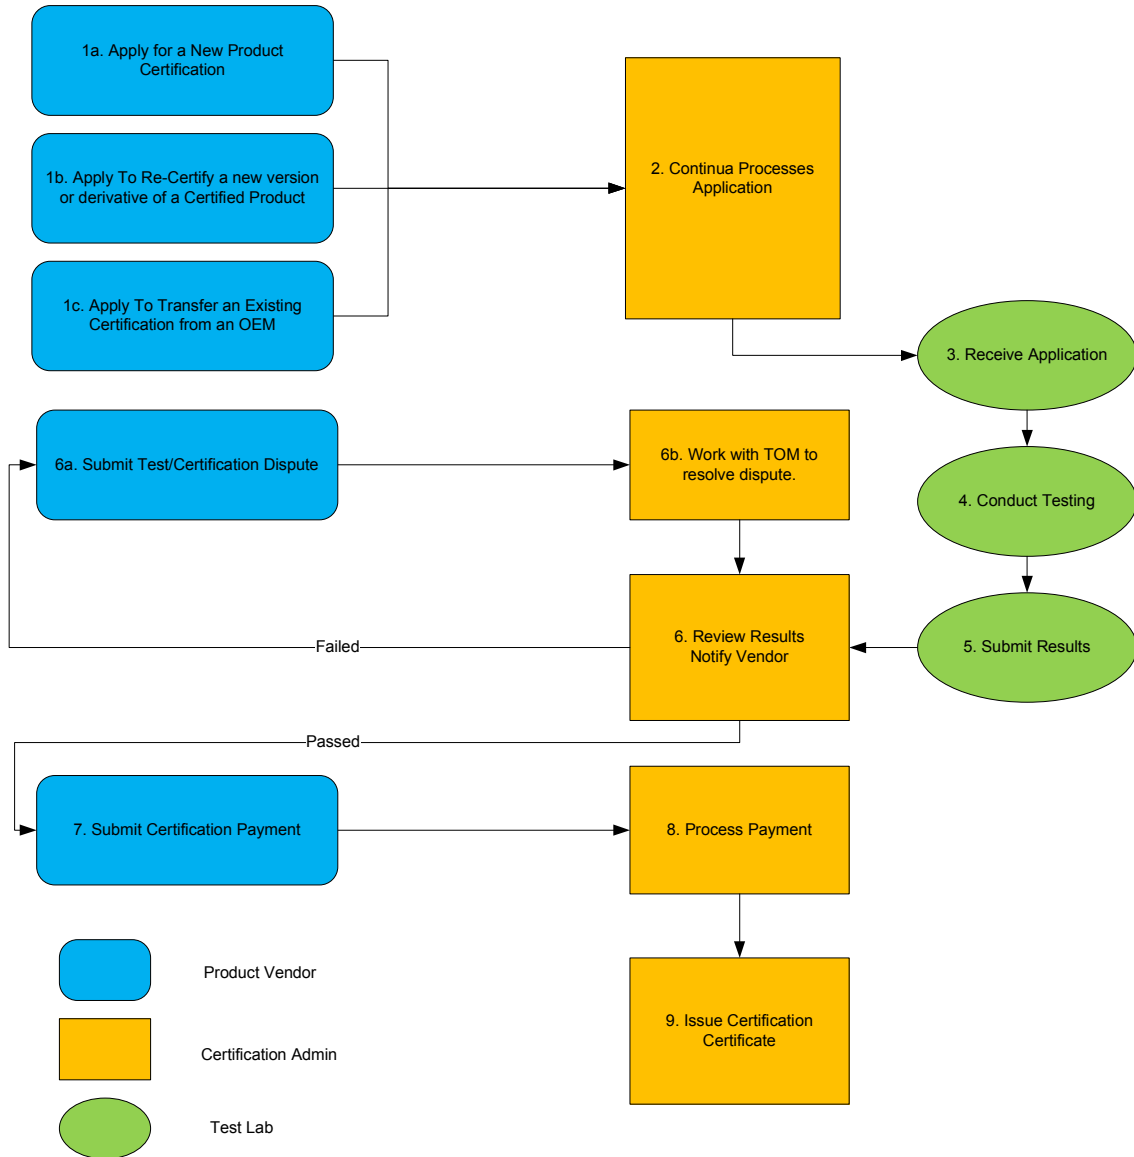 1a. Apply for a New Product
Certification
1b. Apply To Re-Certify a new version
or derivative of a Certified Product
1c. Apply To Transfer an Existing
Certification from an OEM
2. Continua Processes
Application
3. Receive Application
4. Conduct Testing
5. Submit Results
6a. Submit Test/Certification Dispute
6b. Work with TOM to
resolve dispute.
6. Review Results
Notify Vendor
Failed
Passed
7. Submit Certification Payment
8. Process Payment
9. Issue Certification
Certificate
Product Vendor
Certification Admin
Test Lab